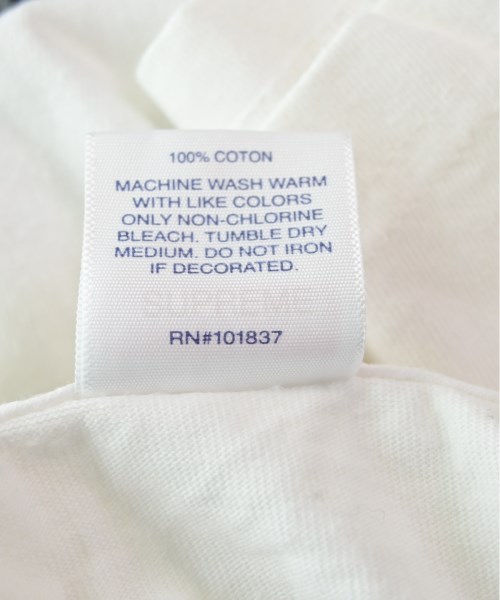 100% COTON
MACHINE WASH WARM
WITH LIKE COLORS
ONLY NON-CHLORINE
BLEACH. TUMBLE DRY
MEDIUM. DO NOT IRON
IF DECORATED.
SUPREME
RN#101837